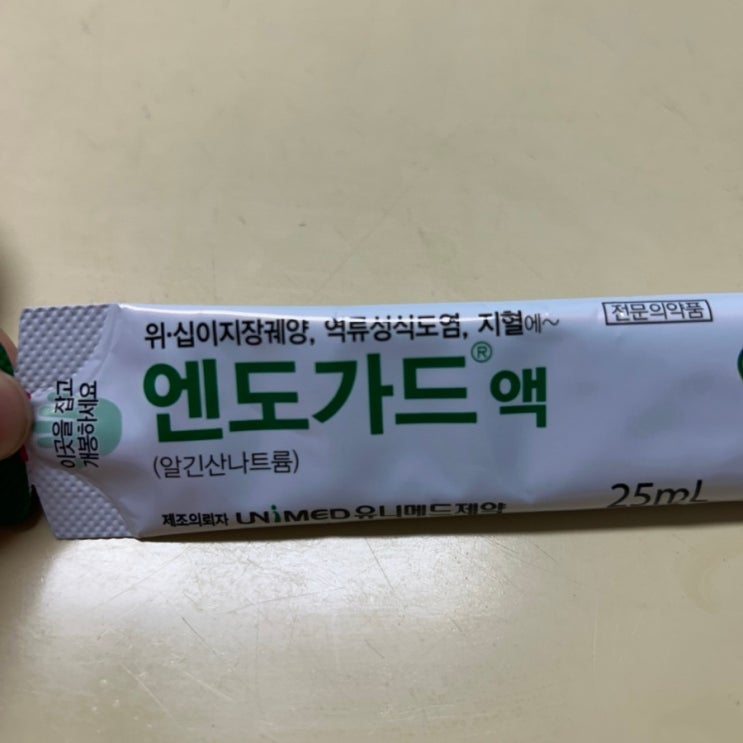 위·십이지장궤양, 역류성식도염, 지혈에~
전문의약품
엔도가드® 액
(알긴산나트륨)
제조의뢰자 UNIMED 유니메드제약
25mL
이곳을 잡고
개봉하세요